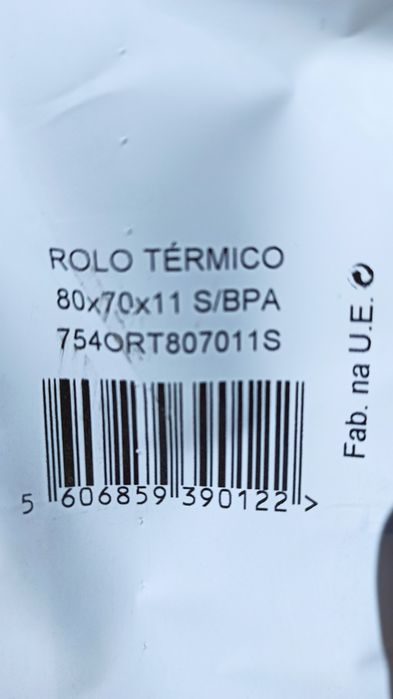 ROLO TÉRMICO
80x70x11 S/BPA
754ORT807011S
5 606859 390122 >
Fab. na U.E.